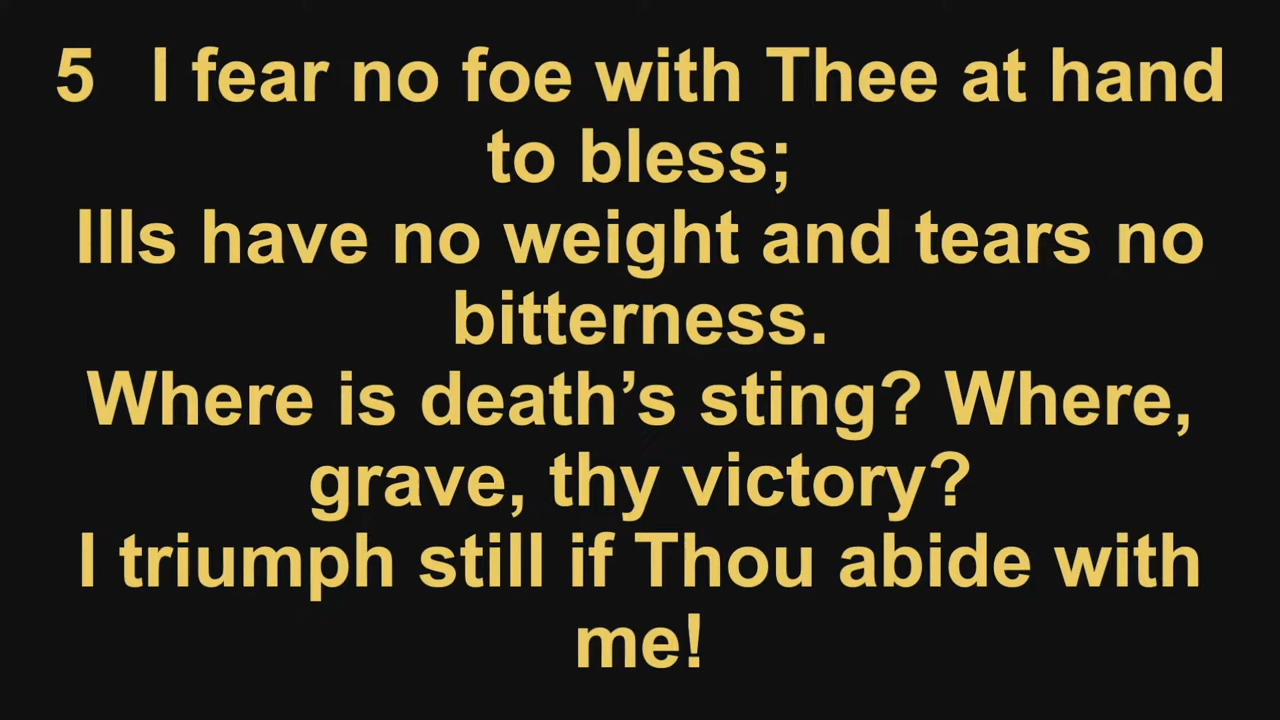 5 I fear no foe with Thee at hand
to bless;
Ills have no weight and tears no
bitterness.
Where is death’s sting? Where,
grave, thy victory?
I triumph still if Thou abide with
me!